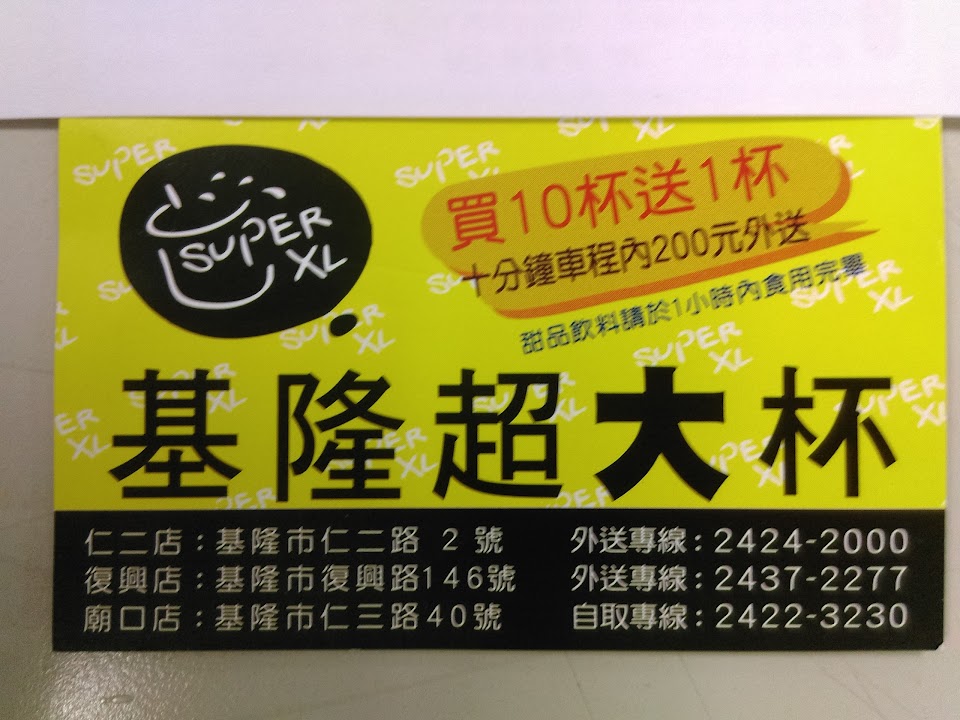 SUPER
XL
買10杯送1杯
十分鐘車程內200元外送
甜品飲料請於1小時內食用完畢
基隆超大杯
仁二店：基隆市仁二路 2 號 外送專線：2424-2000
復興店：基隆市復興路146號 外送專線：2437-2277
廟口店：基隆市仁三路40號 自取專線：2422-3230